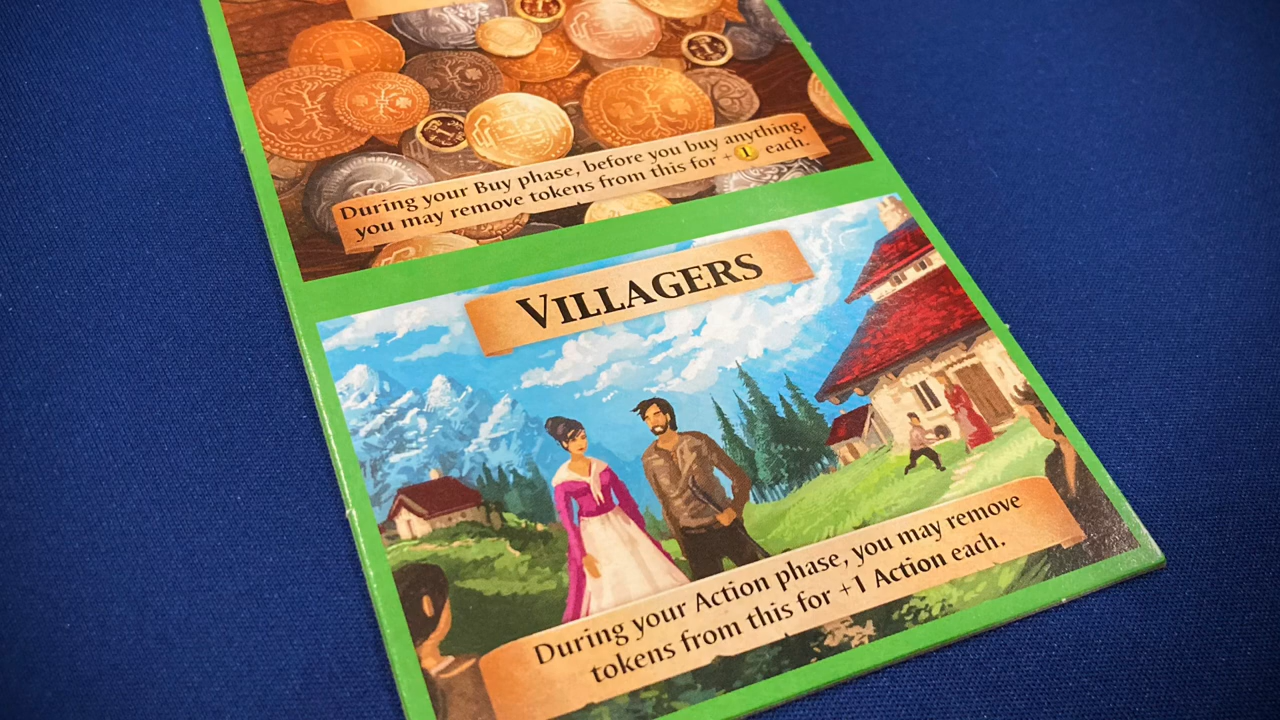 During your Buy phase, before you buy anything,
you may remove tokens from this for +1 each.
VILLAGERS
During your Action phase, you may remove
tokens from this for +1 Action each.